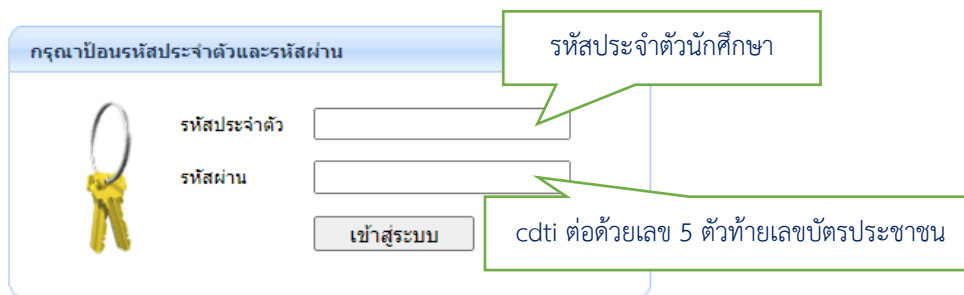 กรุณาป้อนรหัสประจำตัวและรหัสผ่าน
รหัสประจำตัวนักศึกษา
รหัสประจำตัว
รหัสผ่าน
เข้าสู่ระบบ
cdti ต่อด้วยเลข 5 ตัวท้ายเลขบัตรประชาชน